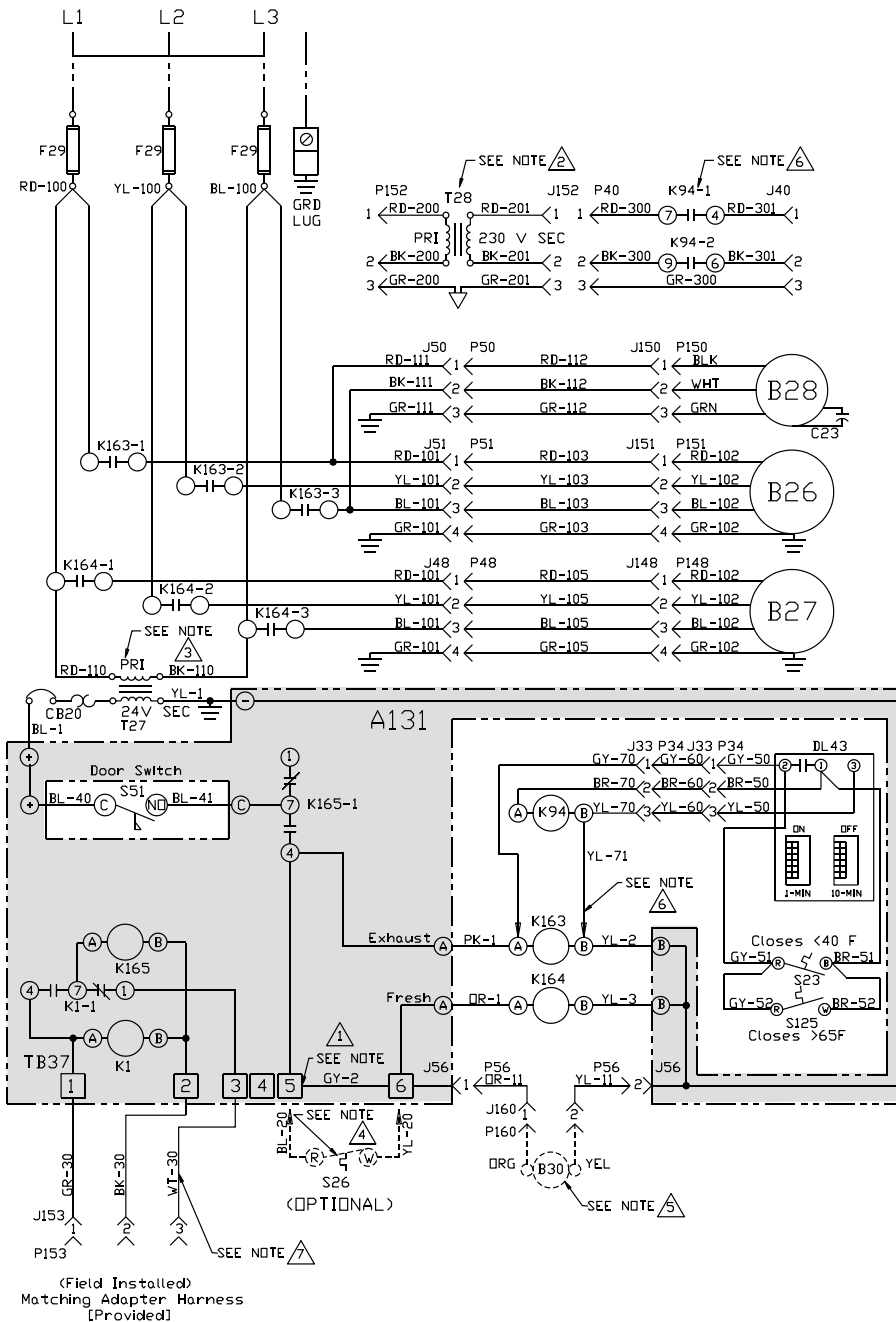 L1 L2 L3
F29 F29 F29
RD-100 YL-100 BL-100
GRD
LUG
SEE NOTE 2
SEE NOTE 6
P152 T28 J152 P40 K94-1 J40
1 RD-200 RD-201 1 1 RD-300 7 4 RD-301 1
PRI 230 V SEC
K94-2
2 BK-200 BK-201 2 2 BK-300 9 6 BK-301 2
3 GR-200 GR-201 3 3 GR-300 3
J50 P50 J150 P150
RD-111 1 RD-112 1 BLK
BK-111 2 BK-112 2 WHT
GR-111 3 GR-112 3 GRN
B28
C23
K163-1
K163-2
K163-3
J51 P51 J151 P151
RD-101 1 RD-103 1 RD-102
YL-101 2 YL-103 2 YL-102
BL-101 3 BL-103 3 BL-102
GR-101 4 GR-103 4 GR-102
B26
K164-1
K164-2
K164-3
J48 P48 J148 P148
RD-101 1 RD-105 1 RD-102
YL-101 2 YL-105 2 YL-102
BL-101 3 BL-105 3 BL-102
GR-101 4 GR-105 4 GR-102
B27
SEE NOTE
3
RD-110 PRI BK-110
CB20 24V SEC YL-1 -
T27
BL-1
A131
+
+
Door Switch
BL-40 C S51 NO BL-41 C
1
7 K165-1
4
J33 P34 J33 P34 DL43
GY-70 1 GY-60 1 GY-50 2 1 3
BR-70 2 BR-60 2 BR-50
A K94 B YL-70 3 YL-60 3 YL-50
YL-71
ON OFF
1-MIN 10-MIN
SEE NOTE
6
Exhaust A PK-1 A K163 B YL-2 B
Fresh A OR-1 A K164 B YL-3 B
Closes <40 F
GY-51 R B BR-51
S23
GY-52 R W BR-52
S125
Closes >65F
A B
K165
4 7 1
K1-1
A B
K1
TB37
1 2 3 4 5 6
1
SEE NOTE
GY-2
J56 1 P56 OR-11
P56 YL-11 2 J56
J160 1 2
P160
ORG B30 YEL
SEE NOTE 5
SEE NOTE
4
BL-20 R W YL-20
S26
(OPTIONAL)
GR-30 BK-30 WT-30
J153 1 2 3
P153
SEE NOTE 7
(Field Installed)
Matching Adapter Harness
[Provided]